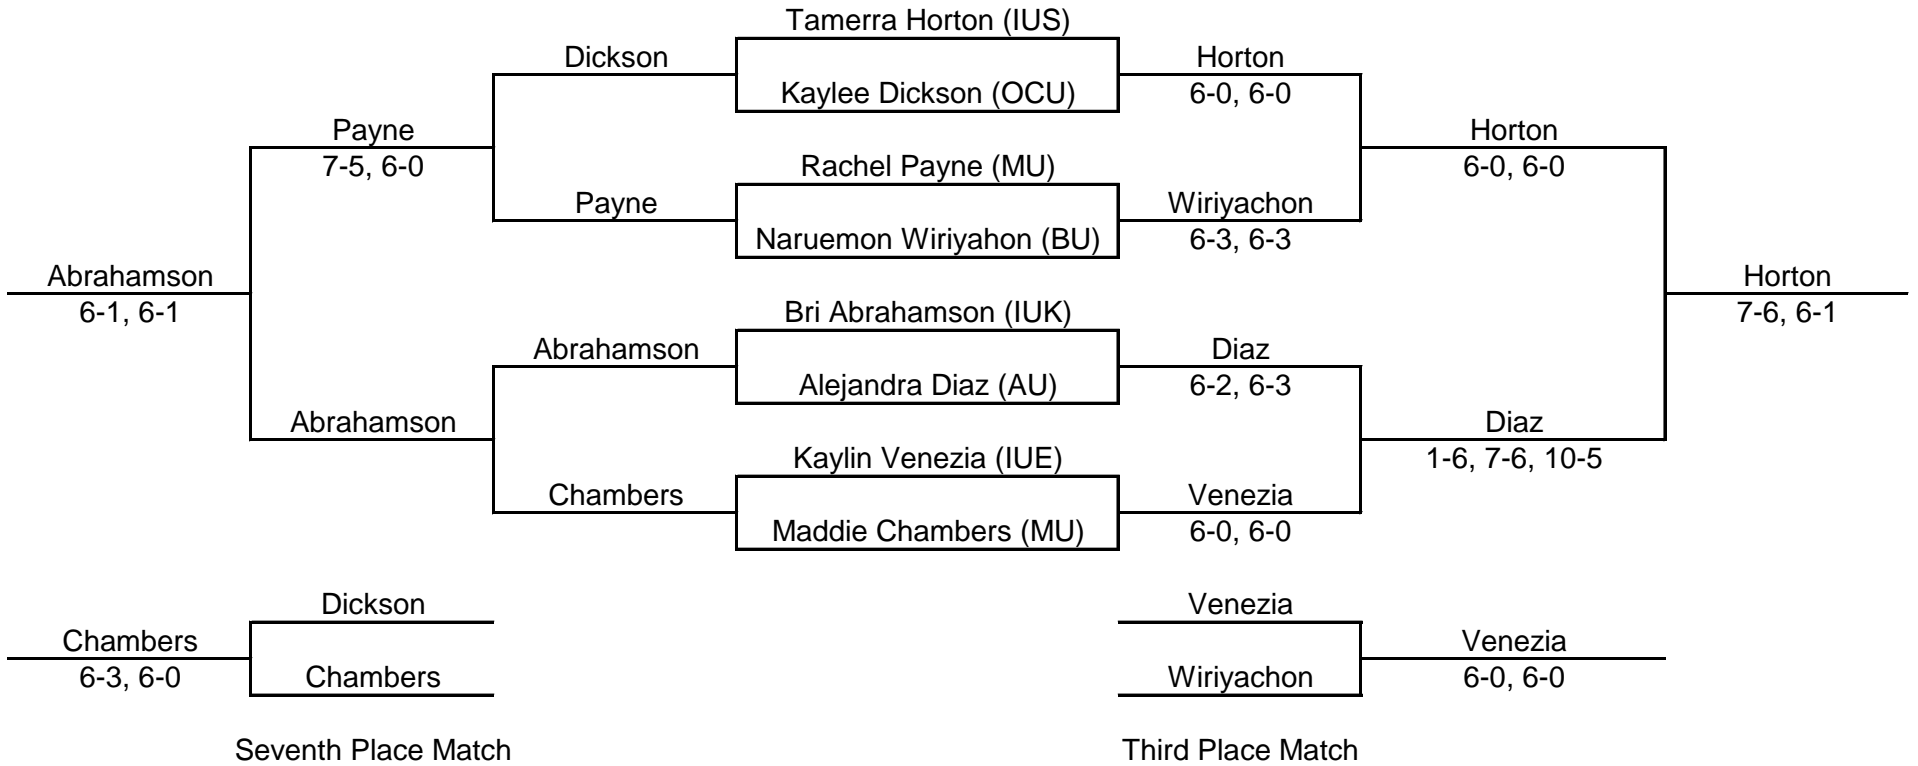 Tamerra Horton (IUS)
Dickson
Horton
Kaylee Dickson (OCU)
6-0, 6-0
Payne
Horton
7-5, 6-0
Rachel Payne (MU)
6-0, 6-0
Payne
Wiriyachon
Naruemon Wiriyahon (BU)
6-3, 6-3
Abrahamson
Horton
6-1, 6-1
Bri Abrahamson (IUK)
7-6, 6-1
Abrahamson
Diaz
Alejandra Diaz (AU)
6-2, 6-3
Abrahamson
Diaz
Kaylin Venezia (IUE)
1-6, 7-6, 10-5
Chambers
Venezia
Maddie Chambers (MU)
6-0, 6-0
Dickson
Venezia
Chambers
Venezia
6-3, 6-0
Chambers
Wiriyachon
6-0, 6-0
Seventh Place Match
Third Place Match